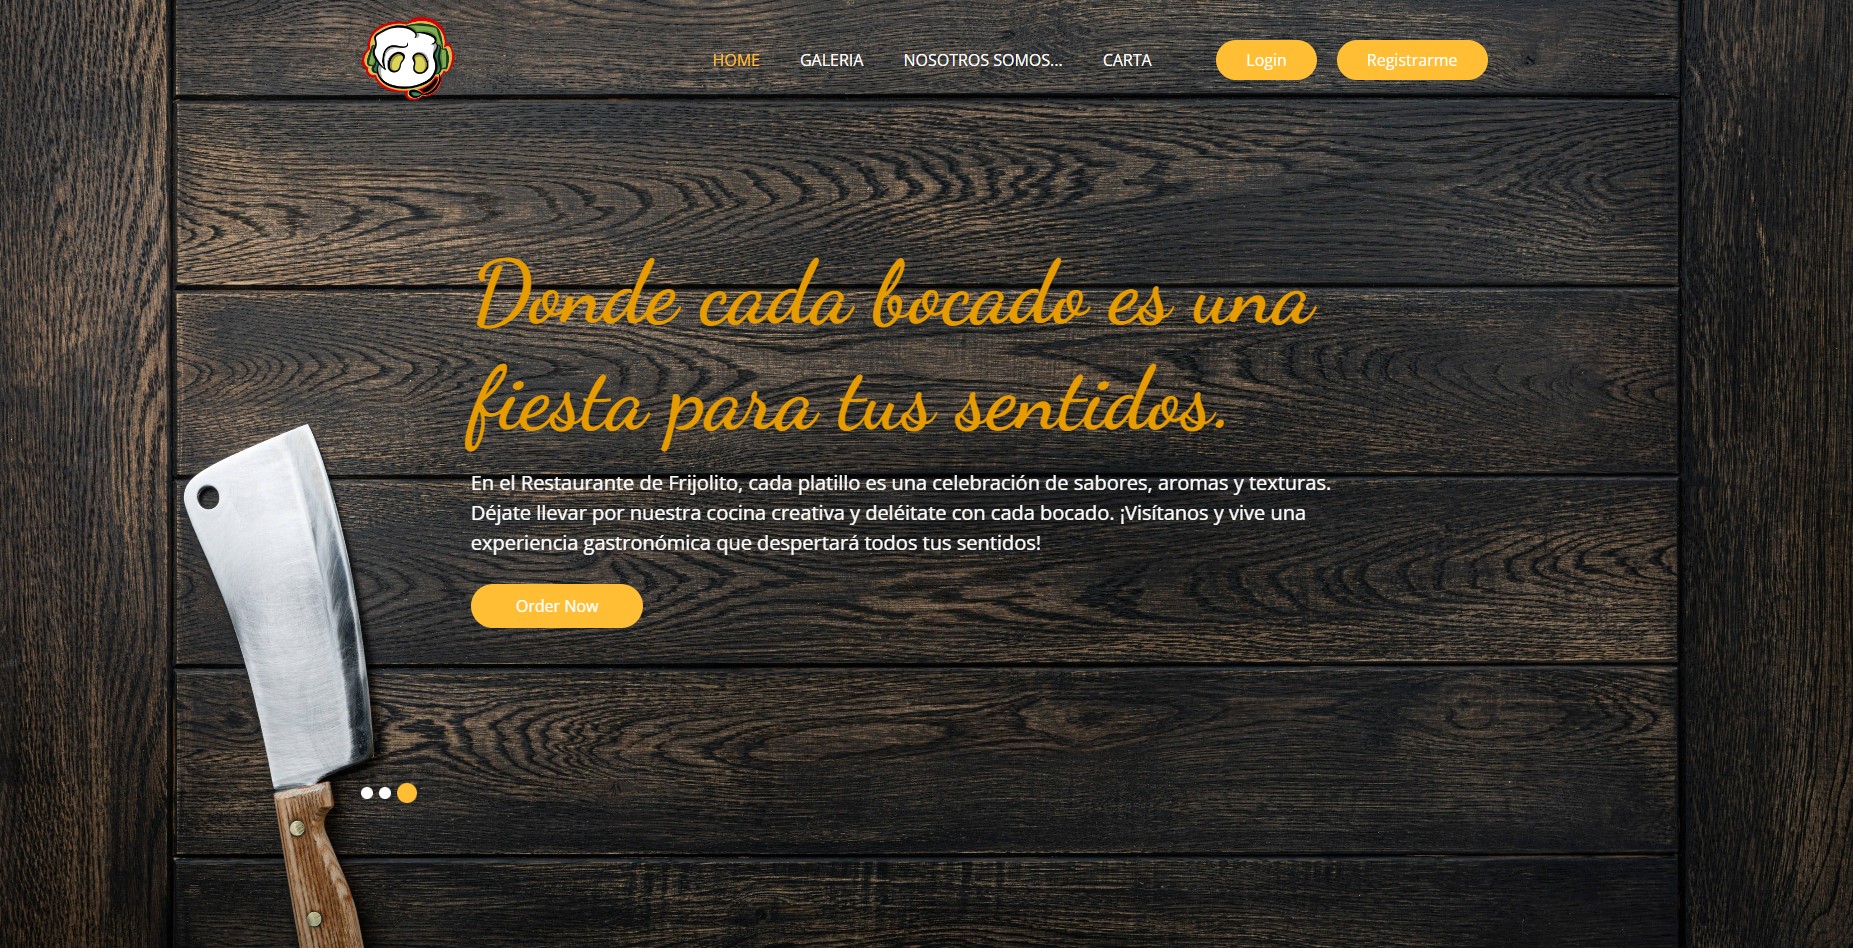 HOME GALERIA NOSOTROS SOMOS... CARTA Login Registrarme
Donde cada bocado es una
fiesta para tus sentidos.
En el Restaurante de Frijolito, cada platillo es una celebración de sabores, aromas y texturas.
Déjate llevar por nuestra cocina creativa y deléitate con cada bocado. ¡Visítanos y vive una
experiencia gastronómica que despertará todos tus sentidos!
Order Now